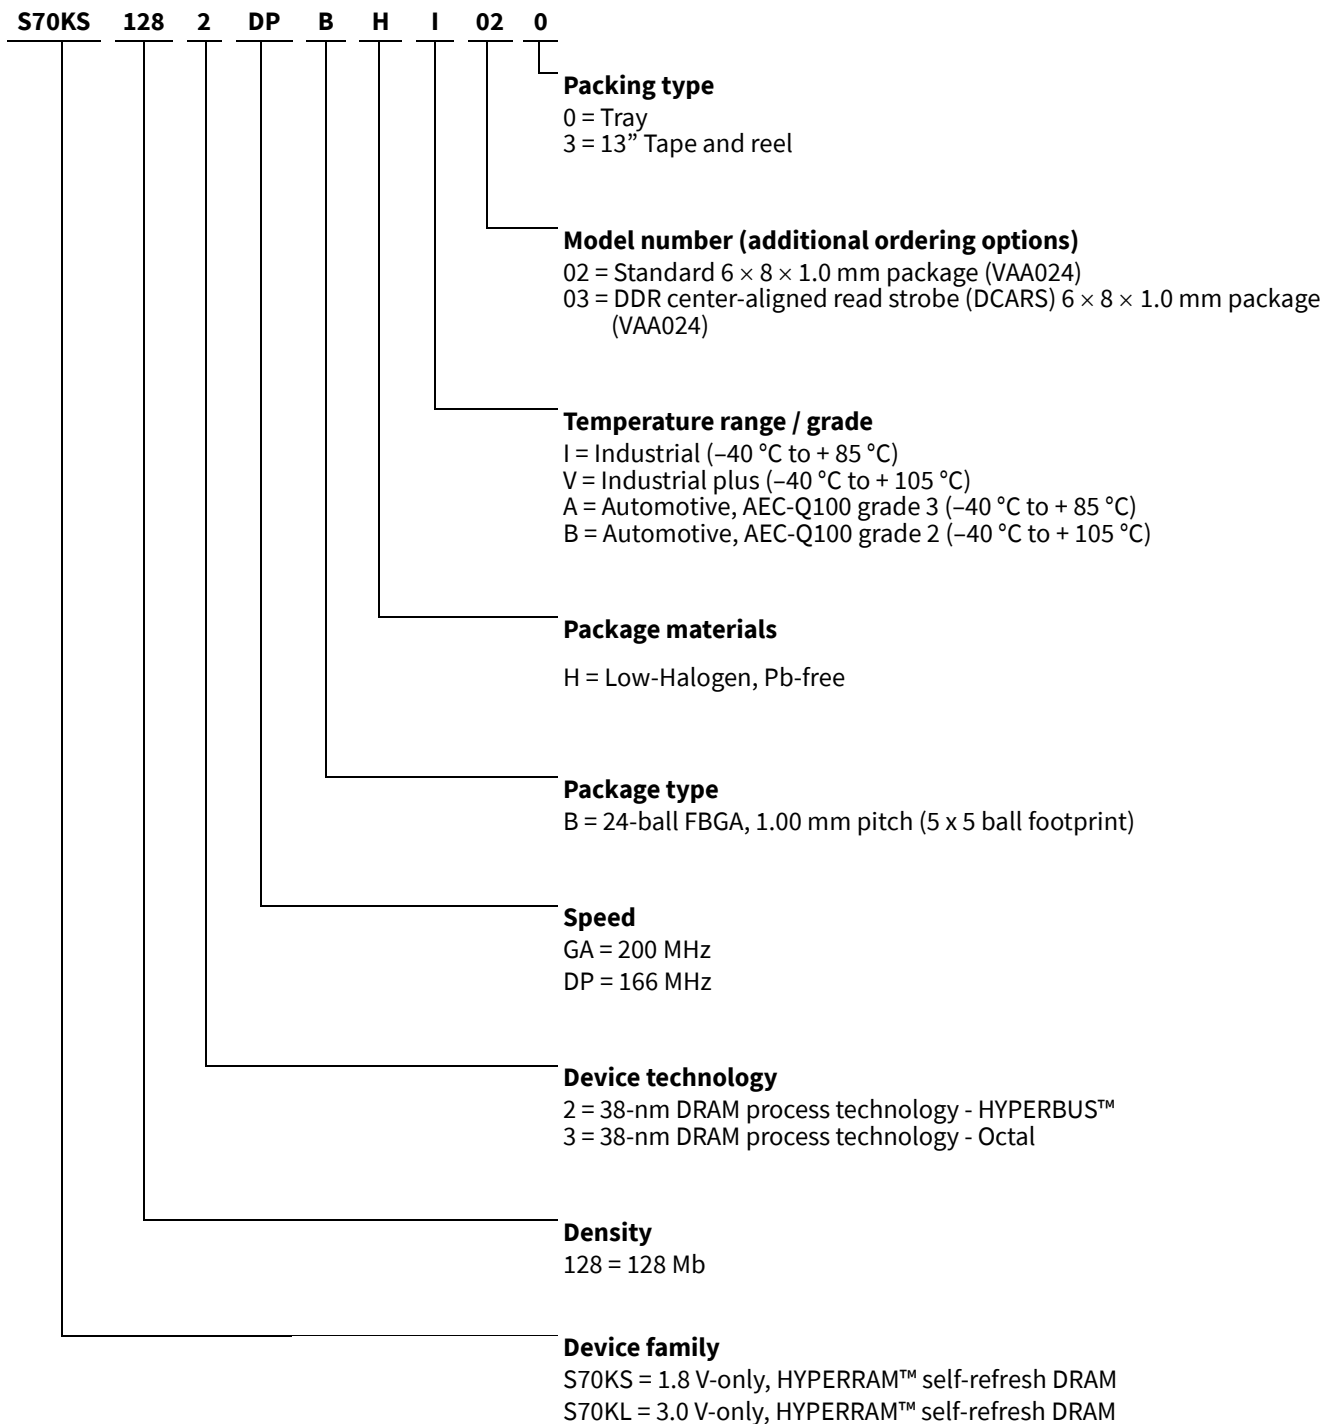 S70KS 128 2 DP B H I 02 0
Packing type
0 = Tray
3 = 13” Tape and reel
Model number (additional ordering options)
02 = Standard 6 × 8 × 1.0 mm package (VAA024)
03 = DDR center-aligned read strobe (DCARS) 6 × 8 × 1.0 mm package
(VAA024)
Temperature range / grade
I = Industrial (–40 °C to + 85 °C)
V = Industrial plus (–40 °C to + 105 °C)
A = Automotive, AEC-Q100 grade 3 (–40 °C to + 85 °C)
B = Automotive, AEC-Q100 grade 2 (–40 °C to + 105 °C)
Package materials
H = Low-Halogen, Pb-free
Package type
B = 24-ball FBGA, 1.00 mm pitch (5 x 5 ball footprint)
Speed
GA = 200 MHz
DP = 166 MHz
Device technology
2 = 38-nm DRAM process technology - HYPERBUS™
3 = 38-nm DRAM process technology - Octal
Density
128 = 128 Mb
Device family
S70KS = 1.8 V-only, HYPERRAM™ self-refresh DRAM
S70KL = 3.0 V-only, HYPERRAM™ self-refresh DRAM